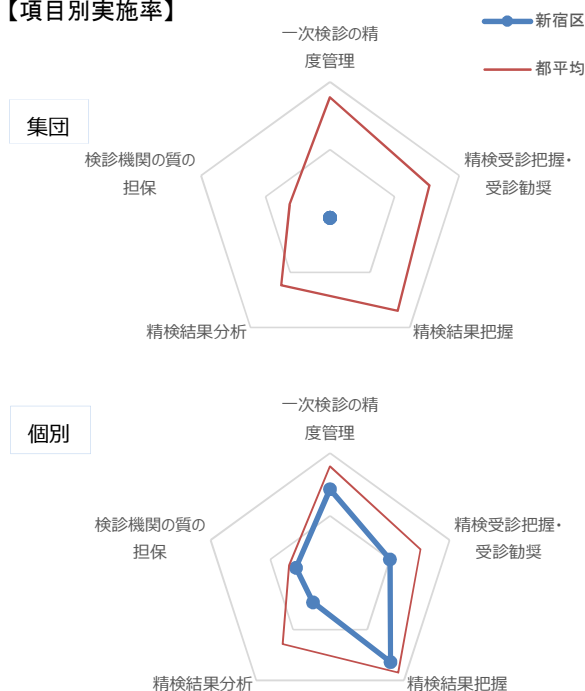 【項目別実施率】
新宿区
都平均
集団
一次検診の精
度管理
精検受診把握・
受診勧奨
精検結果把握
精検結果分析
検診機関の質の
担保
個別
一次検診の精
度管理
精検受診把握・
受診勧奨
精検結果把握
精検結果分析
検診機関の質の
担保